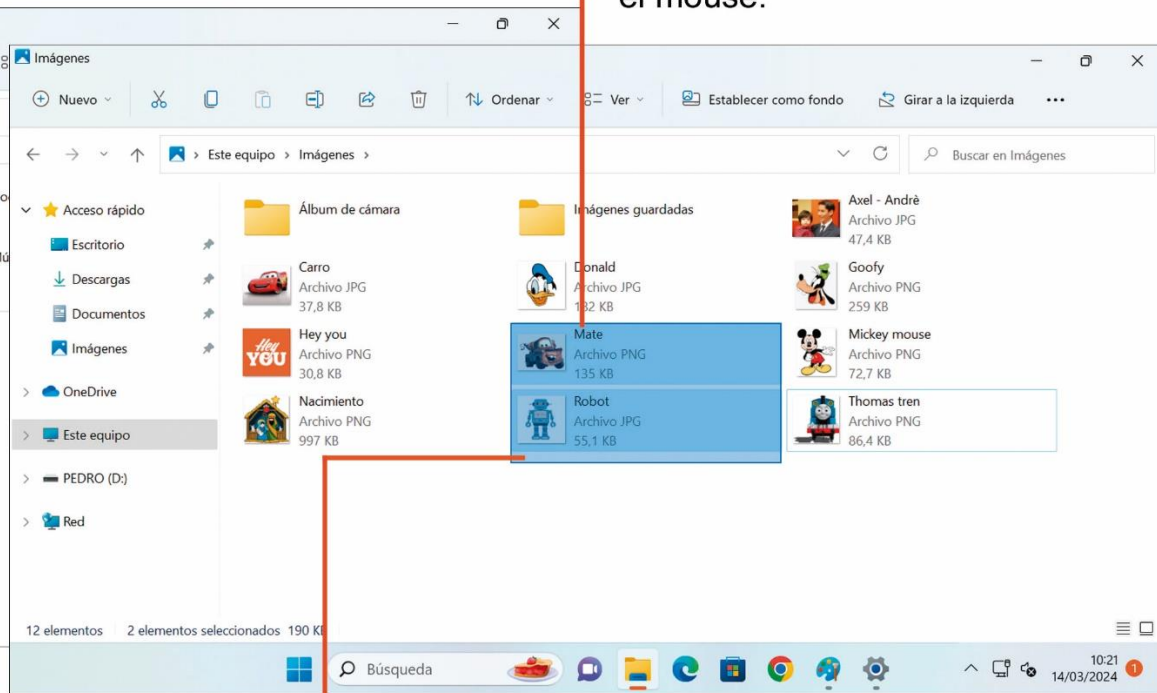 el mouse.
Imágenes
Nuevo
Ordenar
Ver
Establecer como fondo
Girar a la izquierda
Este equipo > Imágenes >
Buscar en Imágenes
Acceso rápido
Escritorio
Descargas
Documentos
Imágenes
OneDrive
Este equipo
PEDRO (D:)
Red
Álbum de cámara
Imágenes guardadas
Axel - Andrè
Archivo JPG
47,4 KB
Carro
Archivo JPG
37,8 KB
Donald
Archivo JPG
KB
Goofy
Archivo PNG
259 KB
Hey you
Archivo PNG
30,8 KB
Hey
YOU
Mate
Archivo PNG
135 KB
Mickey mouse
Archivo PNG
72,7 KB
Nacimiento
Archivo PNG
997 KB
Robot
Archivo JPG
55,1 KB
Thomas tren
Archivo PNG
86,4 KB
12 elementos 2 elementos seleccionados 190 KB
Búsqueda
10:21
14/03/2024
1